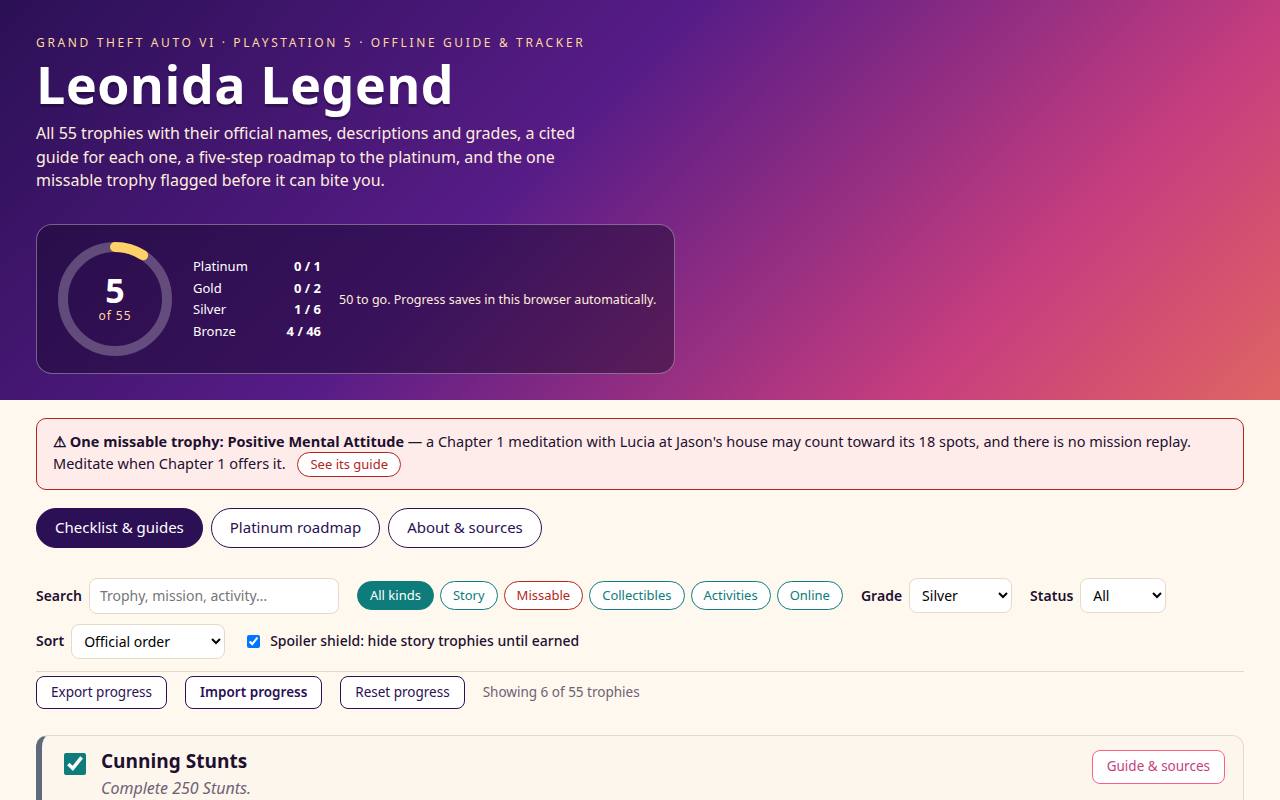 GRAND THEFT AUTO VI · PLAYSTATION 5 · OFFLINE GUIDE & TRACKER
Leonida Legend
All 55 trophies with their official names, descriptions and grades, a cited
guide for each one, a five-step roadmap to the platinum, and the one
missable trophy flagged before it can bite you.
5
of 55
Platinum 0 / 1
Gold 0 / 2
Silver 1 / 6
Bronze 4 / 46
50 to go. Progress saves in this browser automatically.
⚠ One missable trophy: Positive Mental Attitude — a Chapter 1 meditation with Lucia at Jason's house may count toward its 18 spots, and there is no mission replay.
Meditate when Chapter 1 offers it. See its guide
Checklist & guides Platinum roadmap About & sources
Search Trophy, mission, activity... All kinds Story Missable Collectibles Activities Online Grade Silver Status All
Sort Official order Spoiler shield: hide story trophies until earned
Export progress Import progress Reset progress Showing 6 of 55 trophies
Cunning Stunts Guide & sources
Complete 250 Stunts.